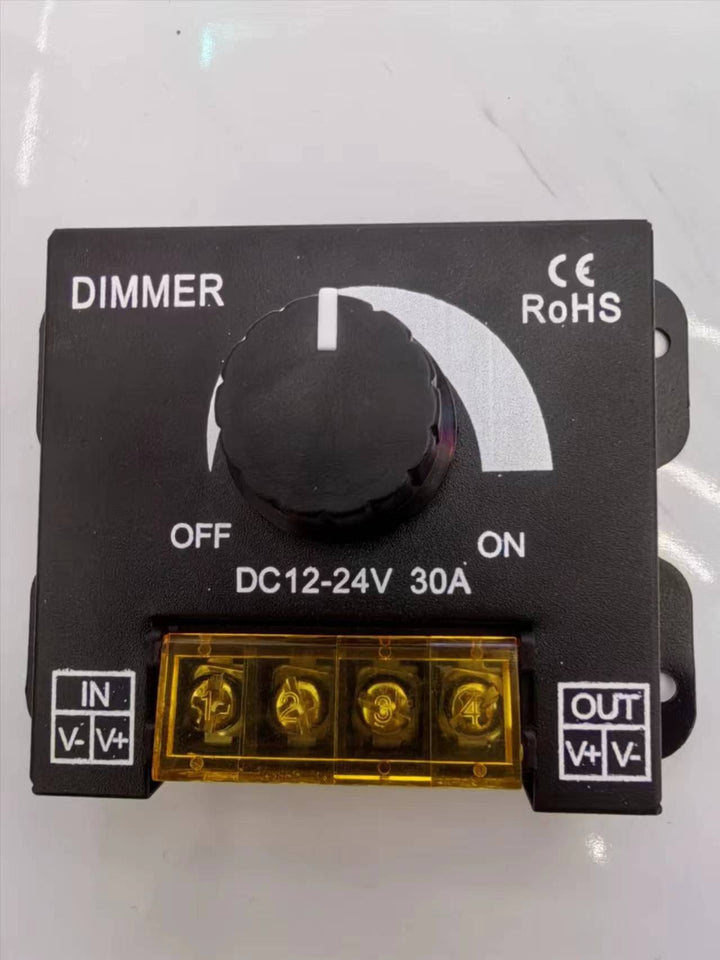 DIMMER
CE
RoHS
OFF
ON
DC12-24V 30A
1 2 3 4
IN
V- V+
OUT
V+ V-